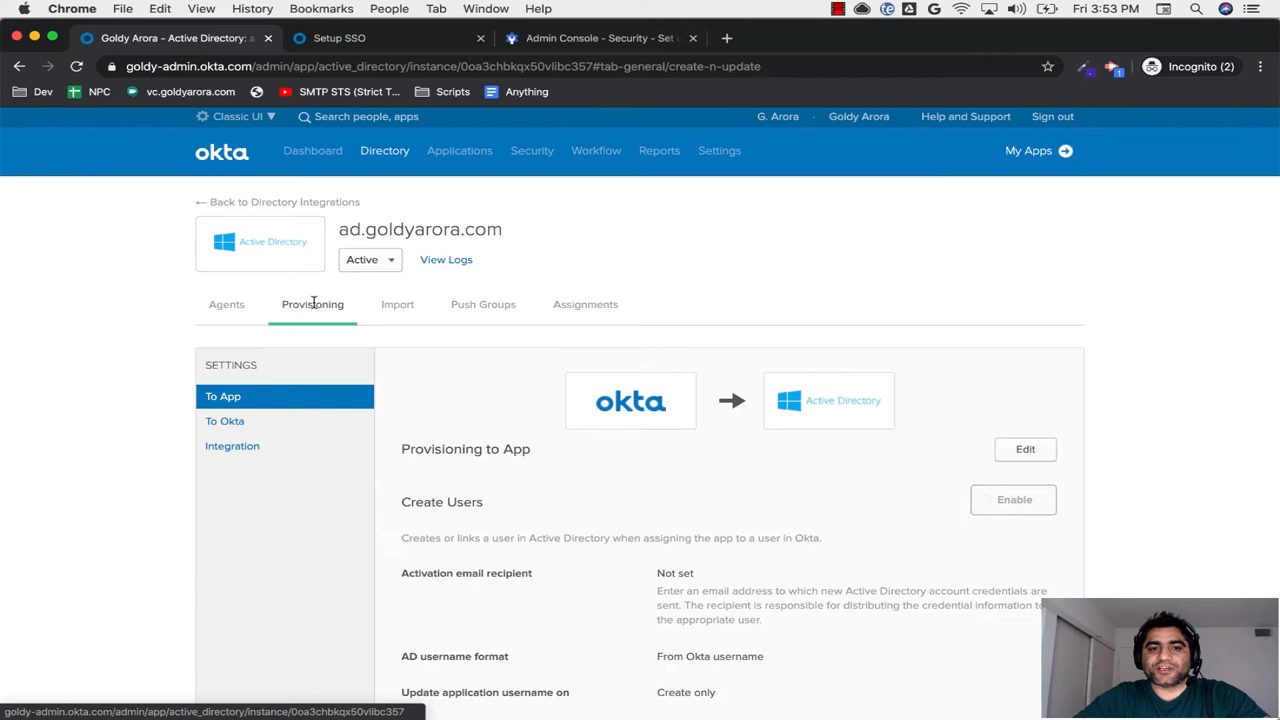 Chrome File Edit View History Bookmarks People Tab Window Help Fri 3:53 PM
Goldy Arora - Active Directory: a Setup SSO Admin Console - Security - Set u
goldy-admin.okta.com/admin/app/active_directory/instance/0oa3chbkqx50vlibc357#tab-general/create-n-update Incognito (2)
Dev NPC vc.goldyarora.com SMTP STS (Strict T... Scripts Anything
Classic UI Search people, apps G. Arora · Goldy Arora Help and Support Sign out
okta Dashboard Directory Applications Security Workflow Reports Settings My Apps
← Back to Directory Integrations
Active Directory
ad.goldyarora.com
Active View Logs
Agents Provisioning Import Push Groups Assignments
SETTINGS
To App
To Okta
Integration
okta Active Directory
Provisioning to App Edit
Create Users Enable
Creates or links a user in Active Directory when assigning the app to a user in Okta.
Activation email recipient Not set
Enter an email address to which new Active Directory account credentials are
sent. The recipient is responsible for distributing the credential information to
the appropriate user.
AD username format From Okta username
Update application username on Create only
goldy-admin.okta.com/admin/app/active_directory/instance/0oa3chbkqx50vlibc357